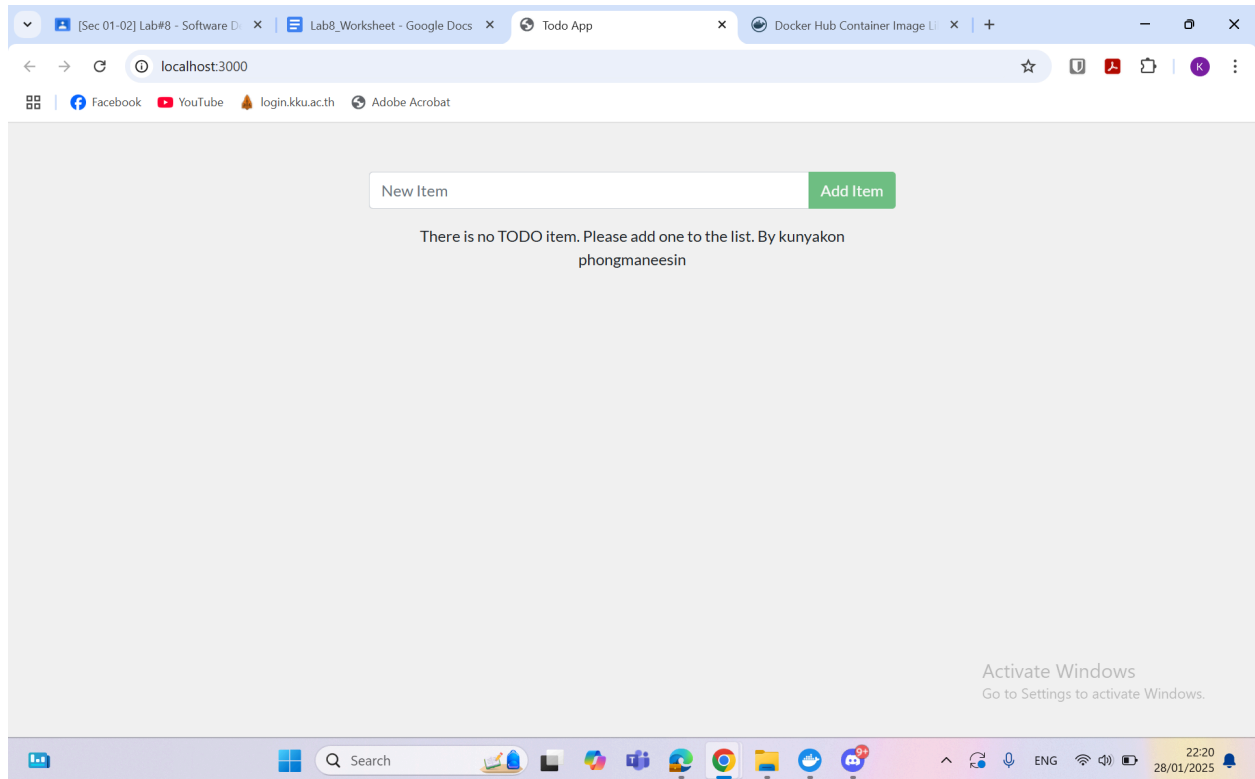 [Sec 01-02] Lab#8 - Software De
Lab8_Worksheet - Google Docs
Todo App
Docker Hub Container Image Li
localhost:3000
K
Facebook
YouTube
login.kku.ac.th
Adobe Acrobat
New Item
Add Item
There is no TODO item. Please add one to the list. By kunyakon
phongmaneesin
Activate Windows
Go to Settings to activate Windows.
Search
9+
ENG
22:20
28/01/2025